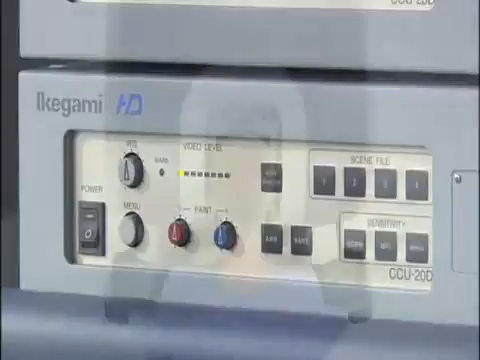 CCU-20D
Ikegami HD
IRIS
VIDEO LEVEL
SCENE FILE
POWER
1 2 3 4
MENU
PAINT
SENSITIVITY
BARS
NORM
CCU-20D